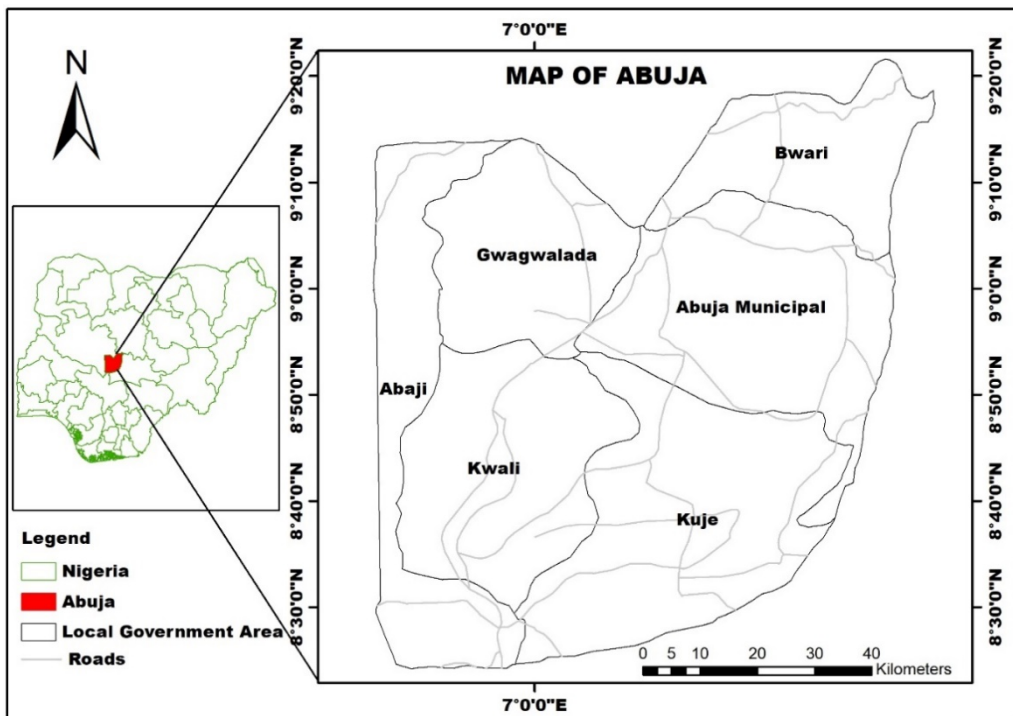 7°0'0"E
N
MAP OF ABUJA
9°20'0"N
9°20'0"N
Bwari
9°10'0"N
9°10'0"N
Gwagwalada
9°0'0"N
Abuja Municipal
9°0'0"N
Abaji
8°50'0"N
8°50'0"N
Kwali
8°40'0"N
Kuje
8°40'0"N
Legend
Nigeria
Abuja
Local Government Area
Roads
8°30'0"N
8°30'0"N
0 5 10 20 30 40
Kilometers
7°0'0"E